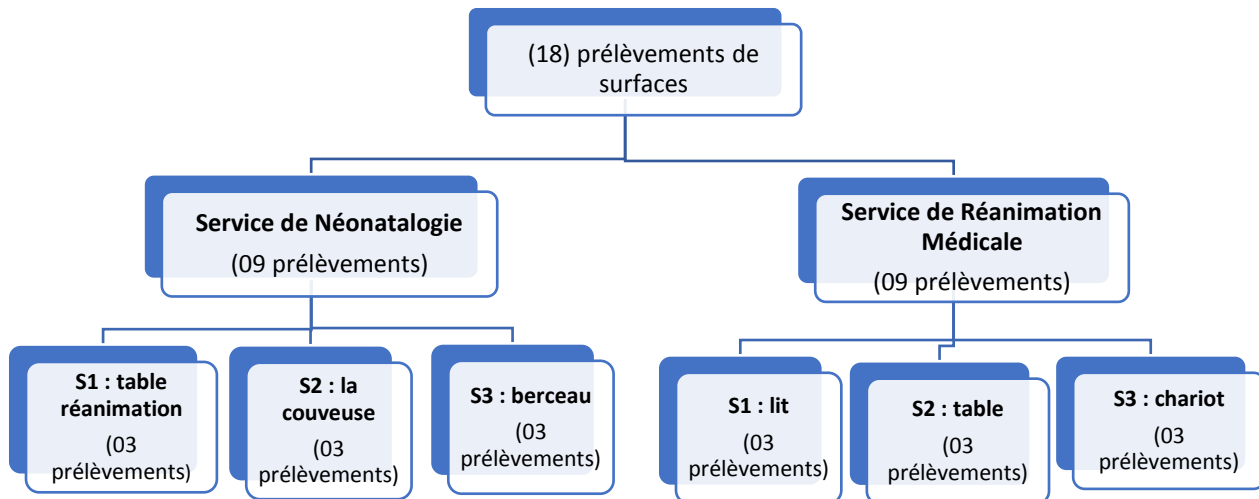 (18) prélèvements de
surfaces
Service de Néonatalogie
(09 prélèvements)
Service de Réanimation
Médicale
(09 prélèvements)
S1 : table
réanimation
(03
prélèvements)
S2 : la
couveuse
(03
prélèvements)
S3 : berceau
(03
prélèvements)
S1 : lit
(03
prélèvements)
S2 : table
(03
prélèvements)
S3 : chariot
(03
prélèvements)